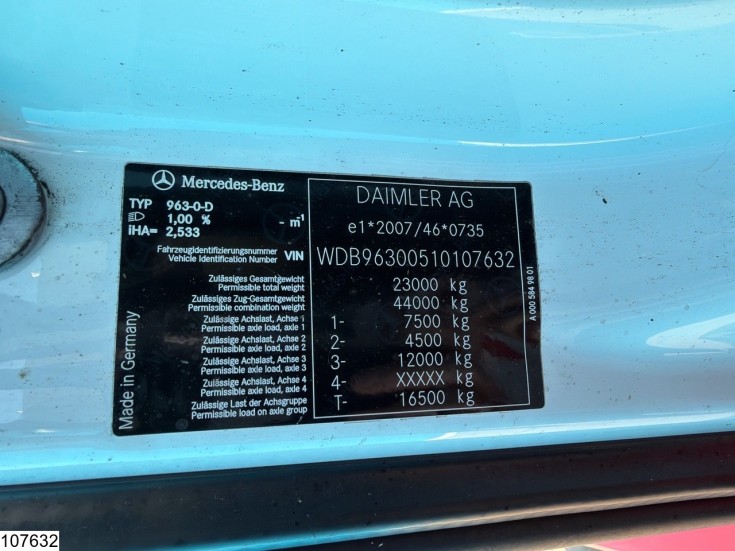 Mercedes-Benz
TYP 963-0-D
1,00 % - m⁻¹
iHA= 2,533
DAIMLER AG
e1*2007/46*0735
Fahrzeugidentifizierungsnummer
Vehicle Identification Number VIN WDB96300510107632
Zulässiges Gesamtgewicht
Permissible total weight 23000 kg
Zulässiges Zug-Gesamtgewicht
Permissible combination weight 44000 kg
Zulässige Achslast, Achse 1
Permissible axle load, axle 1 1- 7500 kg
Zulässige Achslast, Achse 2
Permissible axle load, axle 2 2- 4500 kg
Zulässige Achslast, Achse 3
Permissible axle load, axle 3 3- 12000 kg
Zulässige Achslast, Achse 4
Permissible axle load, axle 4 4- XXXXX kg
Zulässige Last der Achsgruppe
Permissible load on axle group T- 16500 kg
Made in Germany
A 000 584 98 01
107632